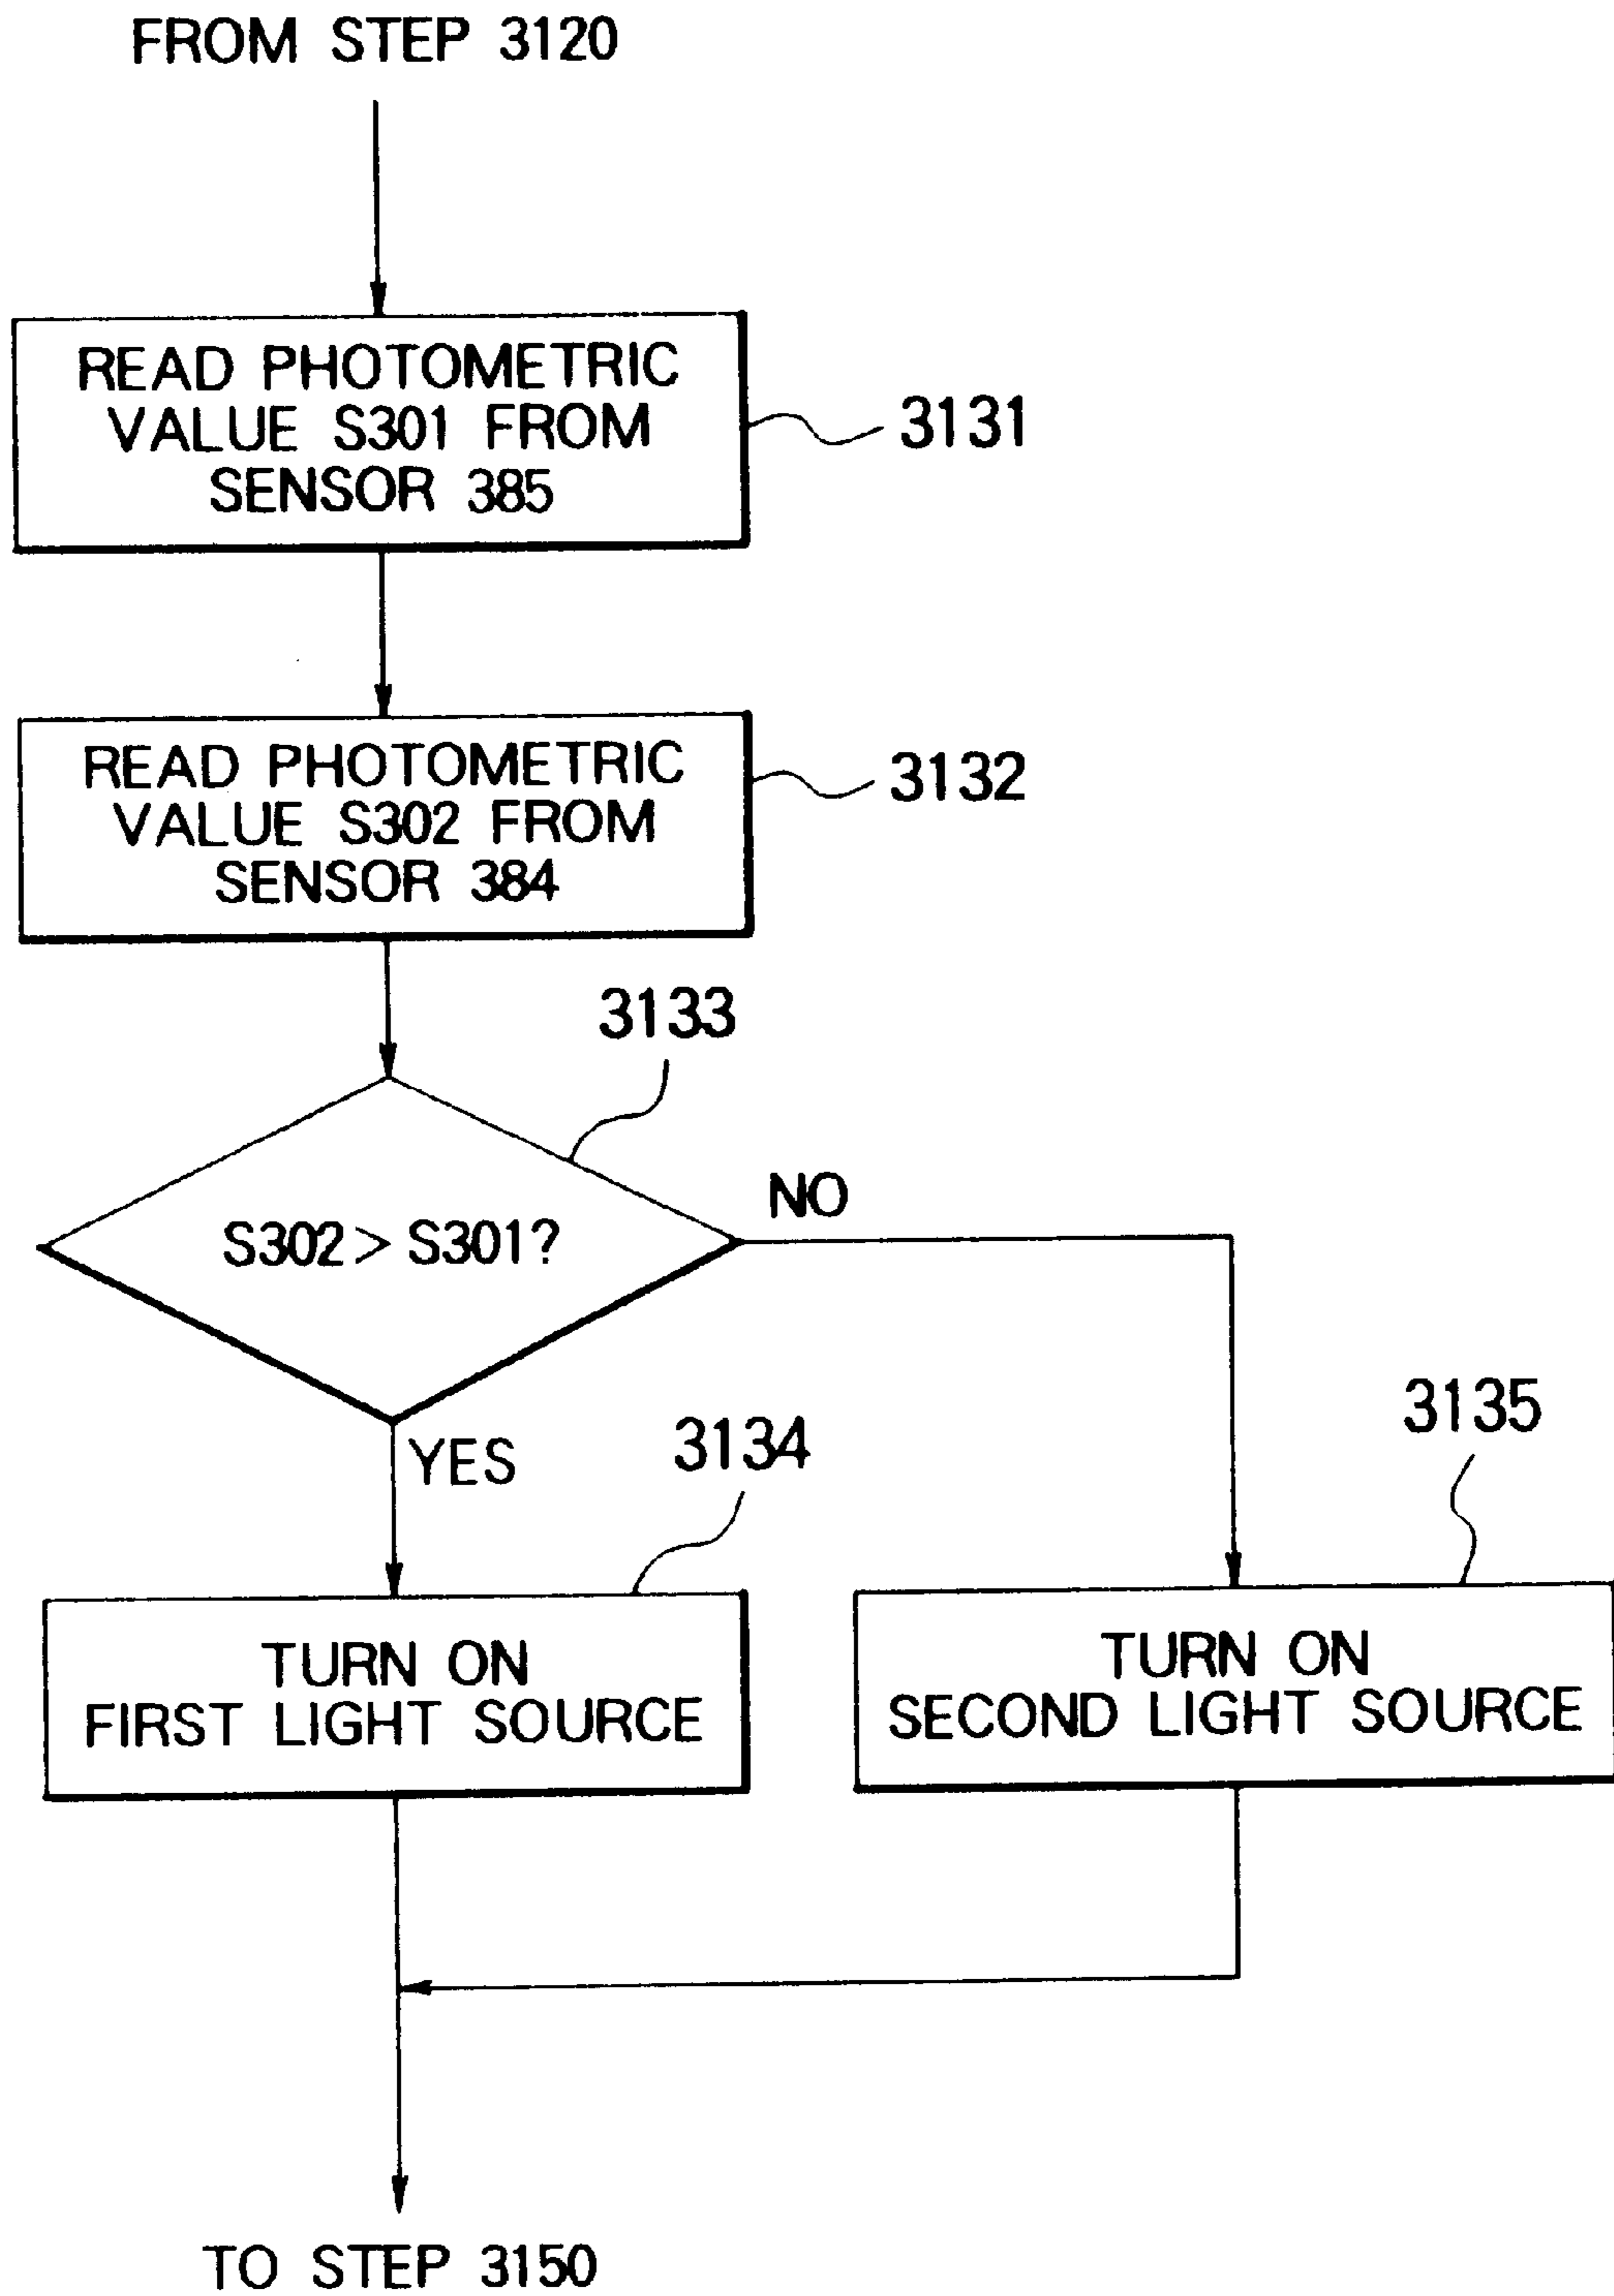 FROM STEP 3120
READ PHOTOMETRIC
VALUE S301 FROM
SENSOR 385
3131
READ PHOTOMETRIC
VALUE S302 FROM
SENSOR 384
3132
3133
S302 > S301?
NO
YES
3134
3135
TURN ON
FIRST LIGHT SOURCE
TURN ON
SECOND LIGHT SOURCE
TO STEP 3150